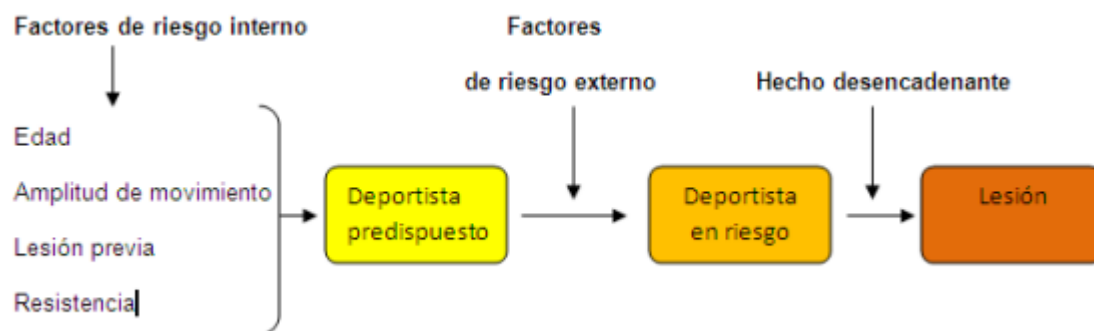 Factores de riesgo interno
Factores
de riesgo externo
Hecho desencadenante
Edad
Amplitud de movimiento
Lesión previa
Resistencia
Deportista
predispuesto
Deportista
en riesgo
Lesión